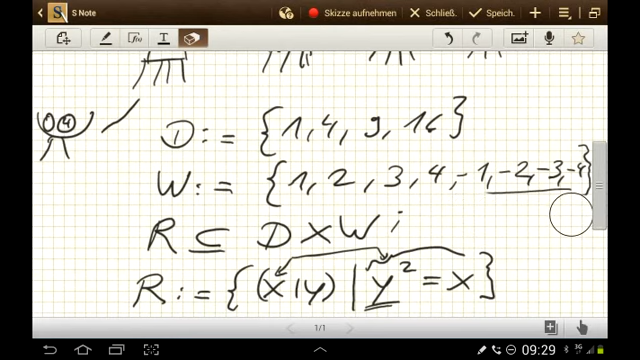 S Note
Skizze aufnehmen
Schließ.
Speich.
D := {1, 4, 9, 16}
W := {1, 2, 3, 4, -1, -2, -3, -4}
R ⊆ D × W ;
R := {(x|y) | y² = x}
1/1
3G
09:29